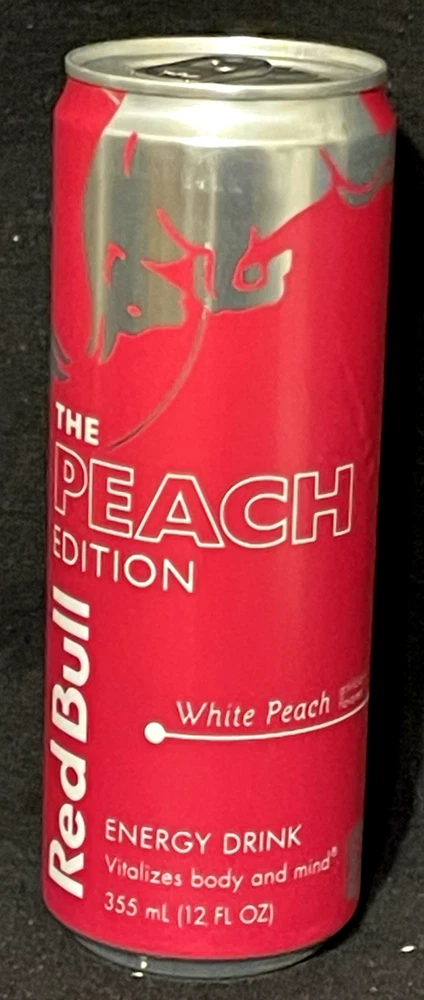 THE
PEACH
EDITION
Red Bull
White Peach
ENERGY DRINK
Vitalizes body and mind®
355 mL (12 FL OZ)